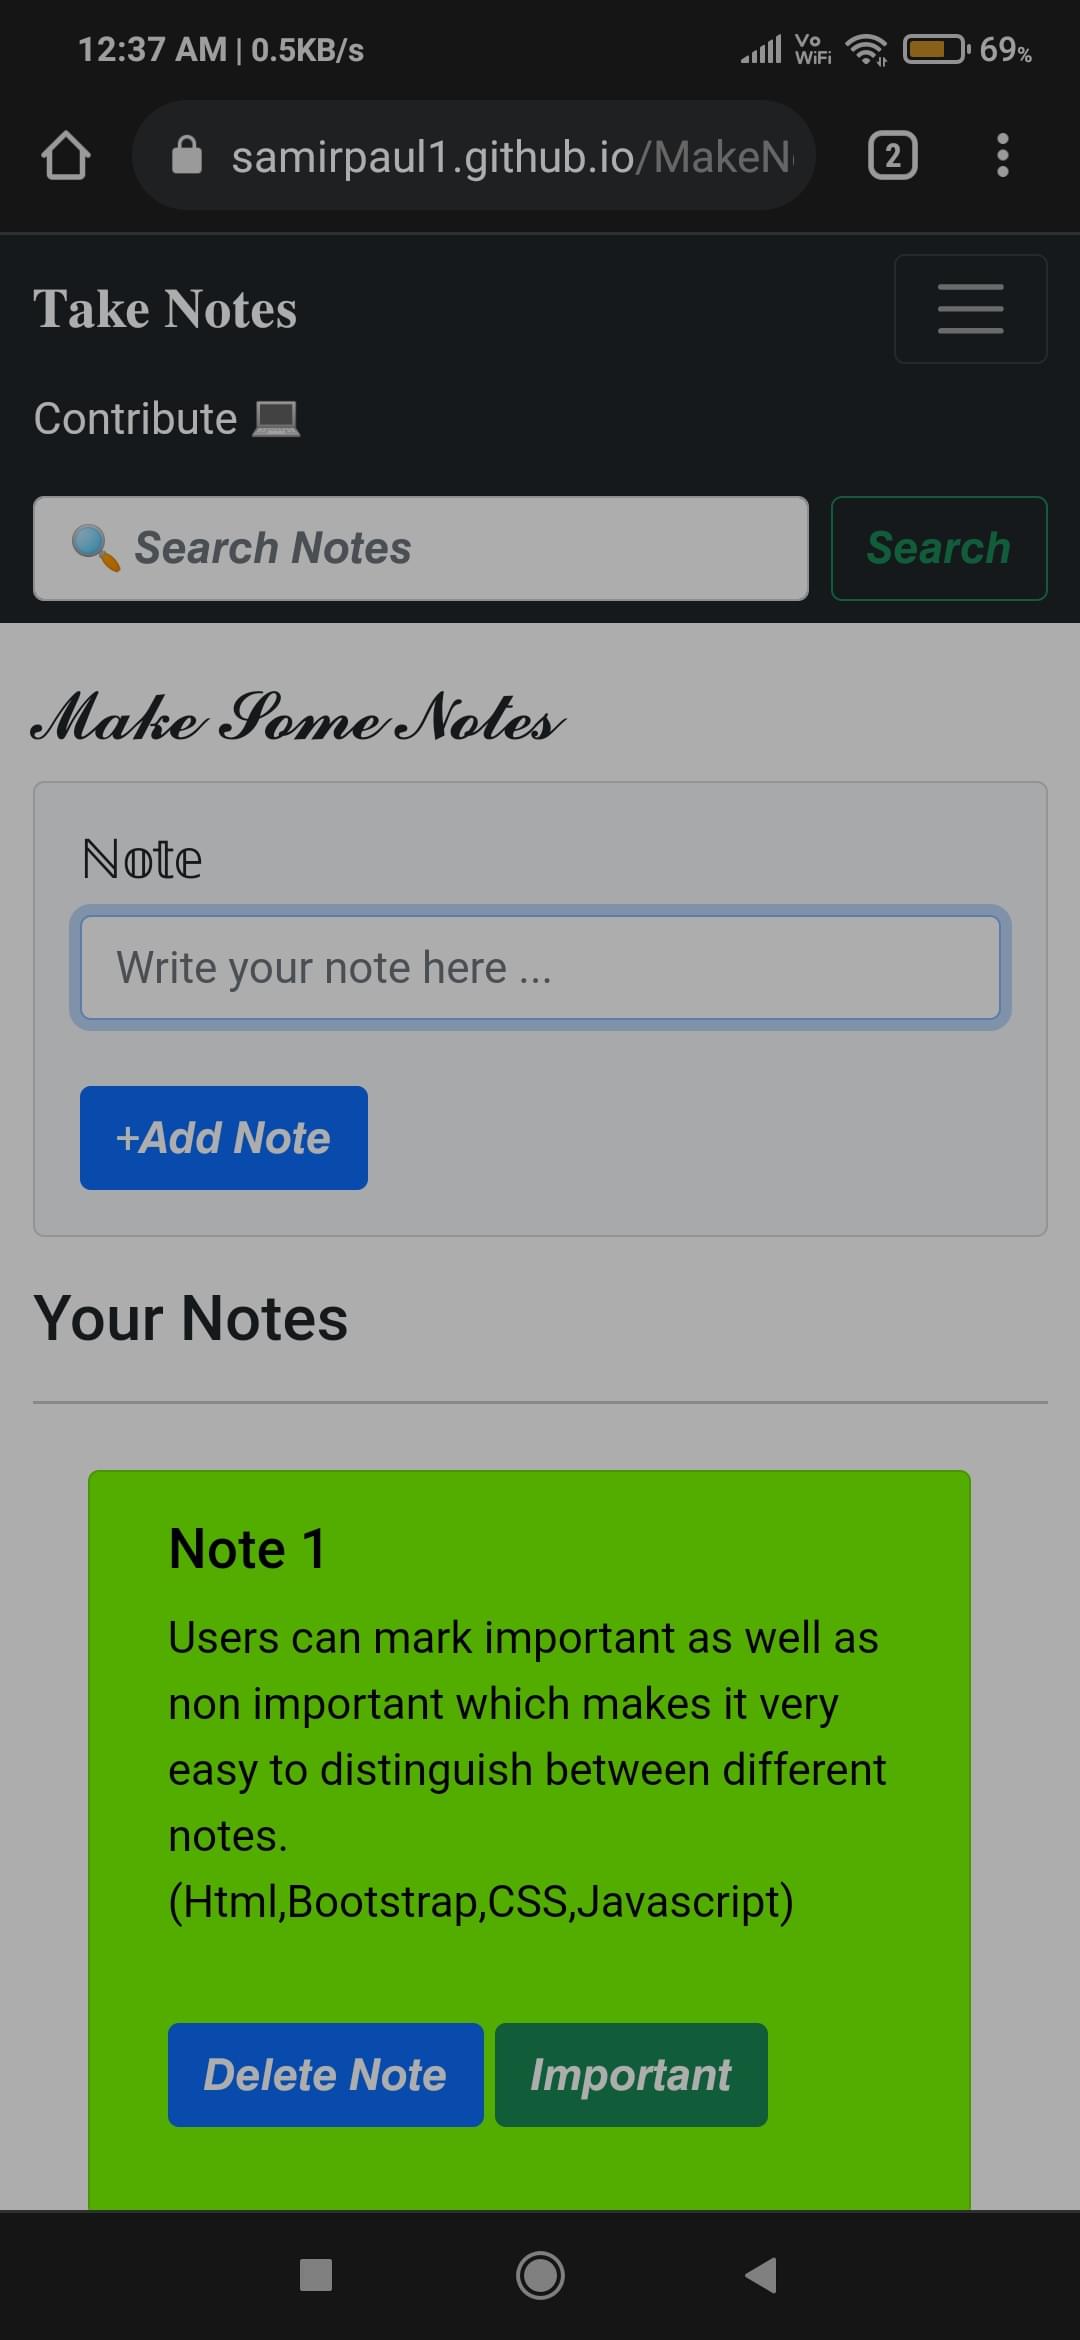 12:37 AM | 0.5KB/s Vo WiFi 69%
samirpaul1.github.io/MakeN 2
Take Notes
Contribute 💻
🔍 Search Notes Search
Make Some Notes
Note
Write your note here ...
+Add Note
Your Notes
Note 1
Users can mark important as well as
non important which makes it very
easy to distinguish between different
notes.
(Html,Bootstrap,CSS,Javascript)
Delete Note Important